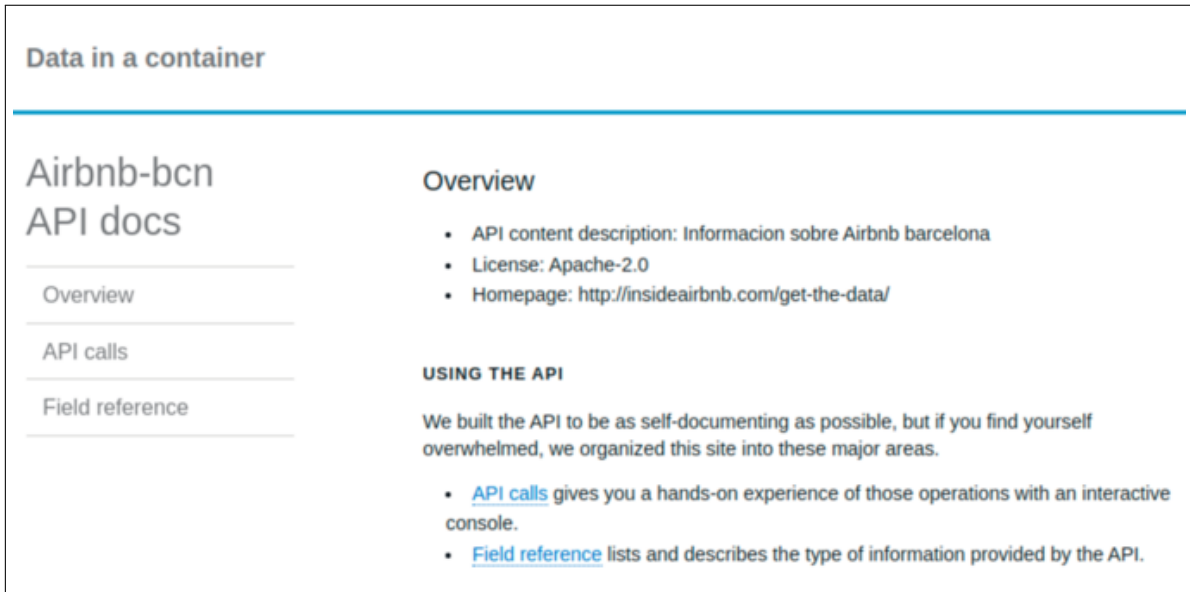 Data in a container
Airbnb-bcn
API docs
Overview
API calls
Field reference
Overview
• API content description: Informacion sobre Airbnb barcelona
• License: Apache-2.0
• Homepage: http://insideairbnb.com/get-the-data/
USING THE API
We built the API to be as self-documenting as possible, but if you find yourself
overwhelmed, we organized this site into these major areas.
• API calls gives you a hands-on experience of those operations with an interactive
console.
• Field reference lists and describes the type of information provided by the API.